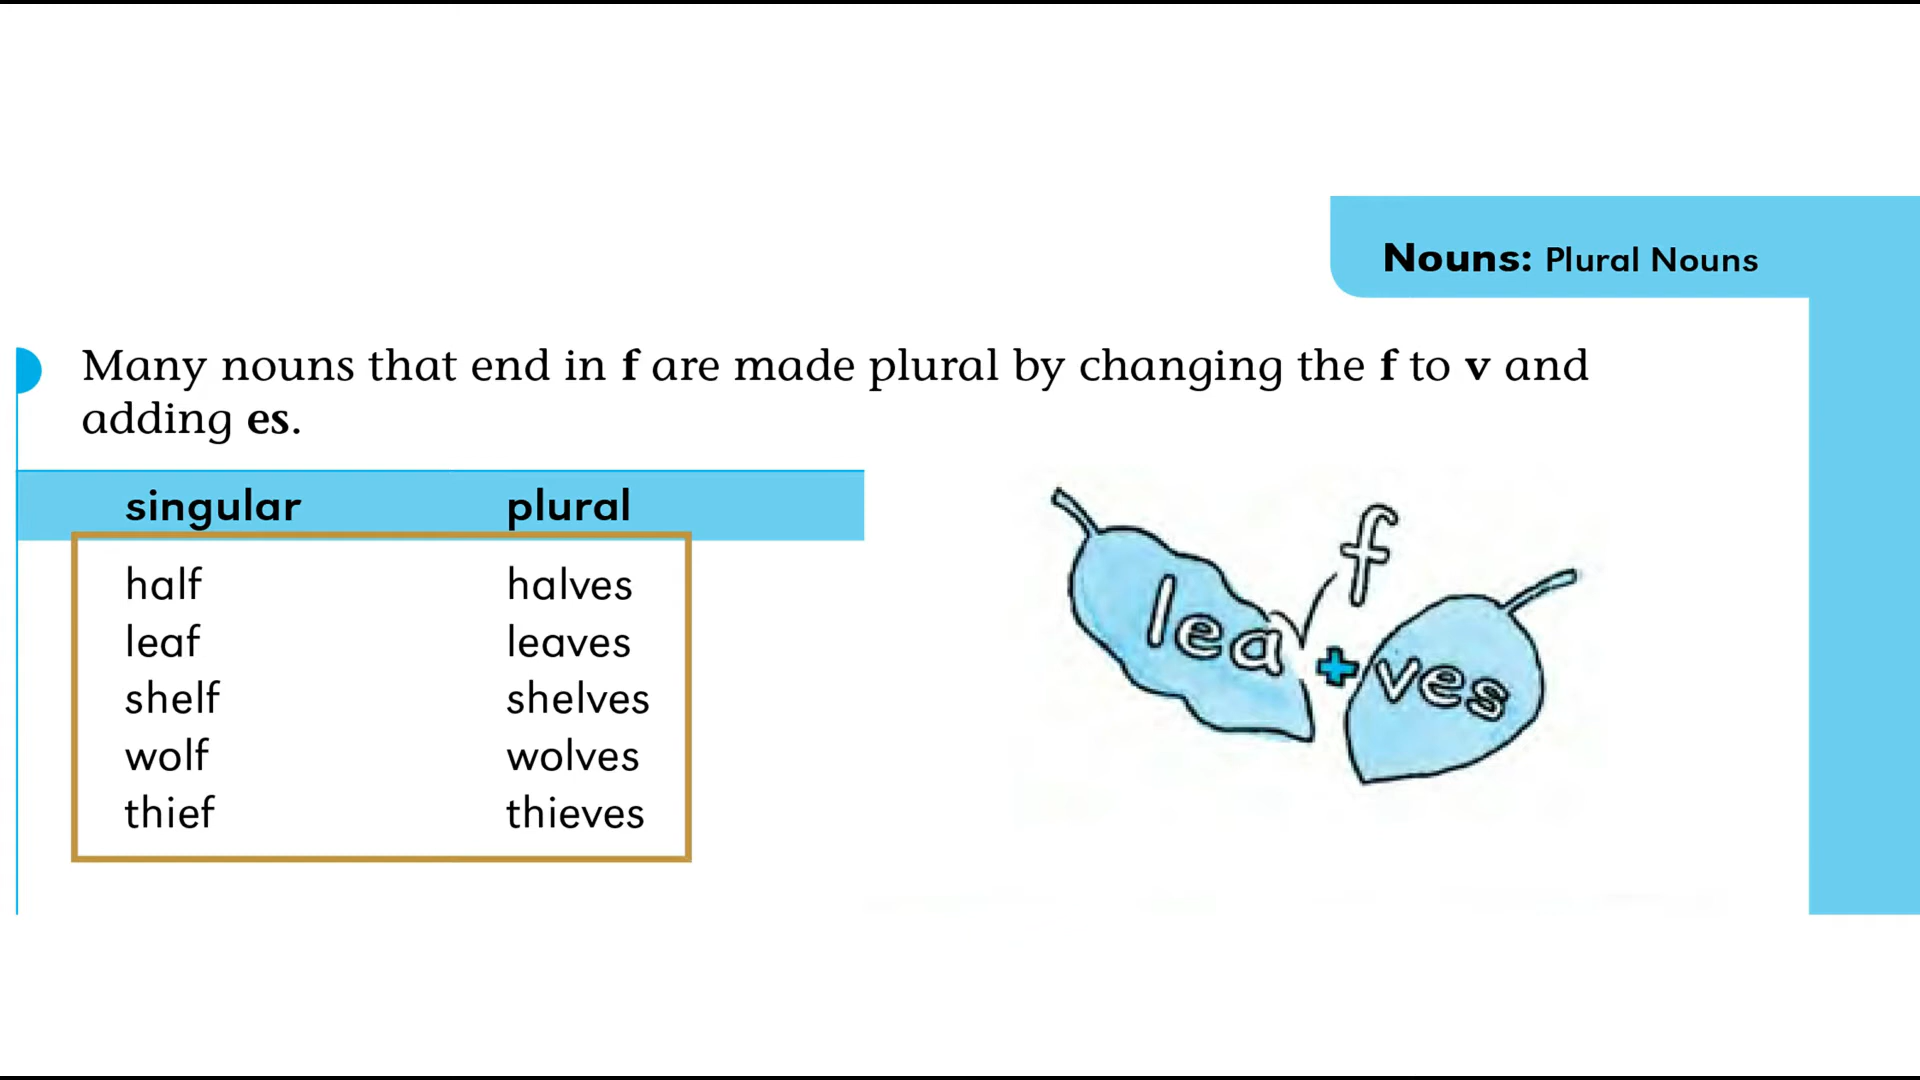 Nouns: Plural Nouns
Many nouns that end in f are made plural by changing the f to v and
adding es.
singular plural
half halves
leaf leaves
shelf shelves
wolf wolves
thief thieves
f
lea + ves